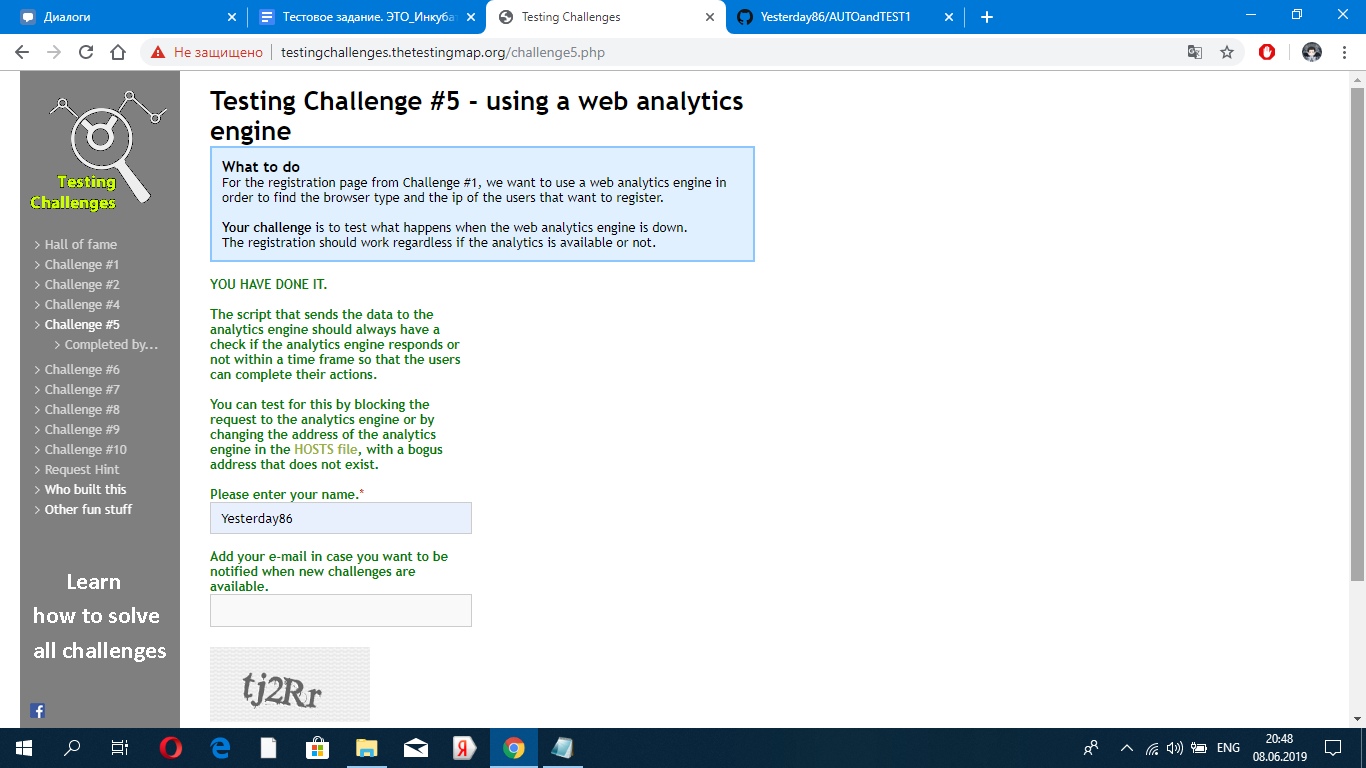 Диалоги
Тестовое задание. ЭТО_Инкуба
Testing Challenges
Yesterday86/AUTOandTEST1
Не защищено
testingchallenges.thetestingmap.org/challenge5.php
Testing
Challenges
> Hall of fame
> Challenge #1
> Challenge #2
> Challenge #4
> Challenge #5
> Completed by...
> Challenge #6
> Challenge #7
> Challenge #8
> Challenge #9
> Challenge #10
> Request Hint
> Who built this
> Other fun stuff
Learn
how to solve
all challenges
Testing Challenge #5 - using a web analytics
engine
What to do
For the registration page from Challenge #1, we want to use a web analytics engine in
order to find the browser type and the ip of the users that want to register.
Your challenge is to test what happens when the web analytics engine is down.
The registration should work regardless if the analytics is available or not.
YOU HAVE DONE IT.
The script that sends the data to the
analytics engine should always have a
check if the analytics engine responds or
not within a time frame so that the users
can complete their actions.
You can test for this by blocking the
request to the analytics engine or by
changing the address of the analytics
engine in the HOSTS file, with a bogus
address that does not exist.
Please enter your name.*
Yesterday86
Add your e-mail in case you want to be
notified when new challenges are
available.
tj2Rr
ENG
20:48
08.06.2019